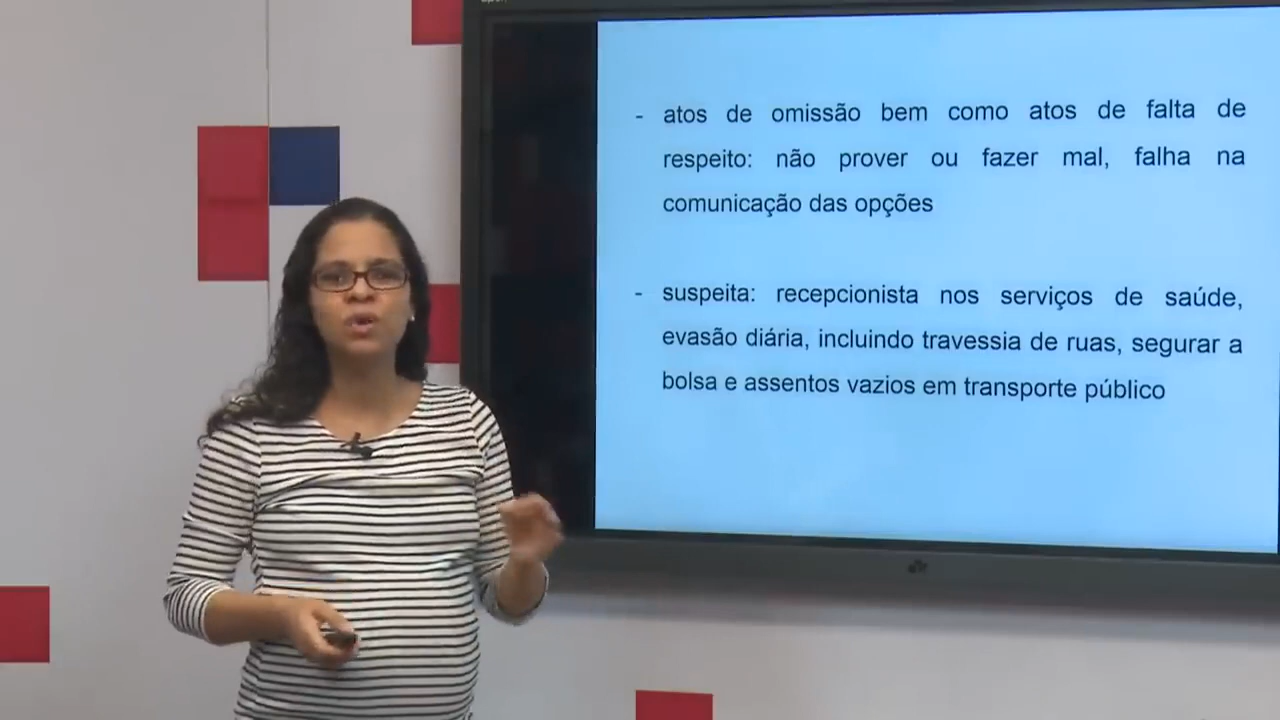 - atos de omissão bem como atos de falta de
respeito: não prover ou fazer mal, falha na
comunicação das opções
- suspeita: recepcionista nos serviços de saúde,
evasão diária, incluindo travessia de ruas, segurar a
bolsa e assentos vazios em transporte público